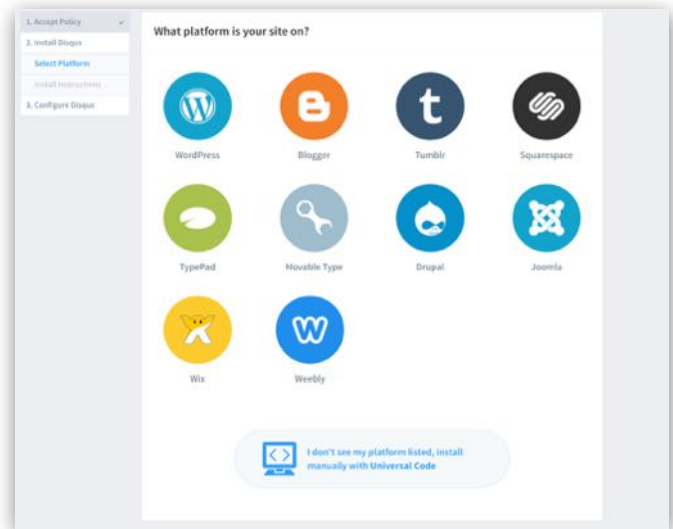 1. Accept Policy
2. Install Disqus
Select Platform
Install Instructions
3. Configure Disqus
What platform is your site on?
WordPress
Blogger
Tumblr
Squarespace
TypePad
Movable Type
Drupal
Joomla
Wix
Weebly
I don't see my platform listed, install
manually with Universal Code